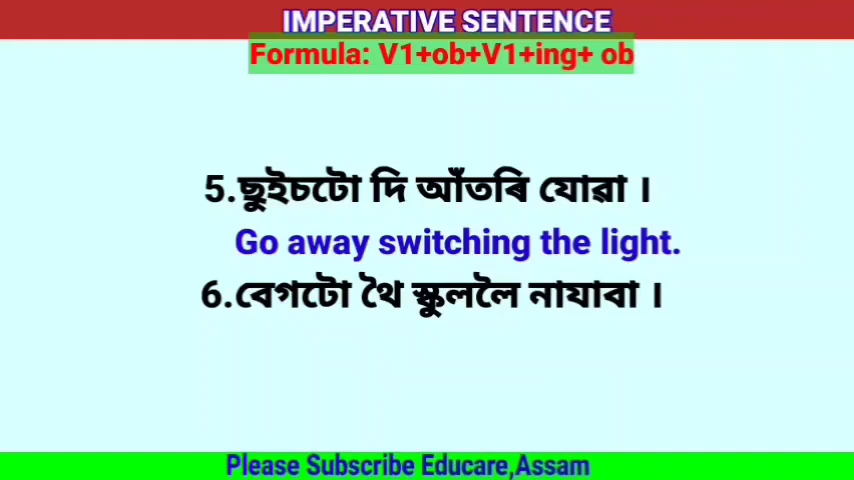 IMPERATIVE SENTENCE
Formula: V1+ob+V1+ing+ ob
5.ছুইচটো দি আঁতৰি যোৱা ।
Go away switching the light.
6.বেগটো থৈ স্কুললৈ নাযাবা ।
Please Subscribe Educare,Assam